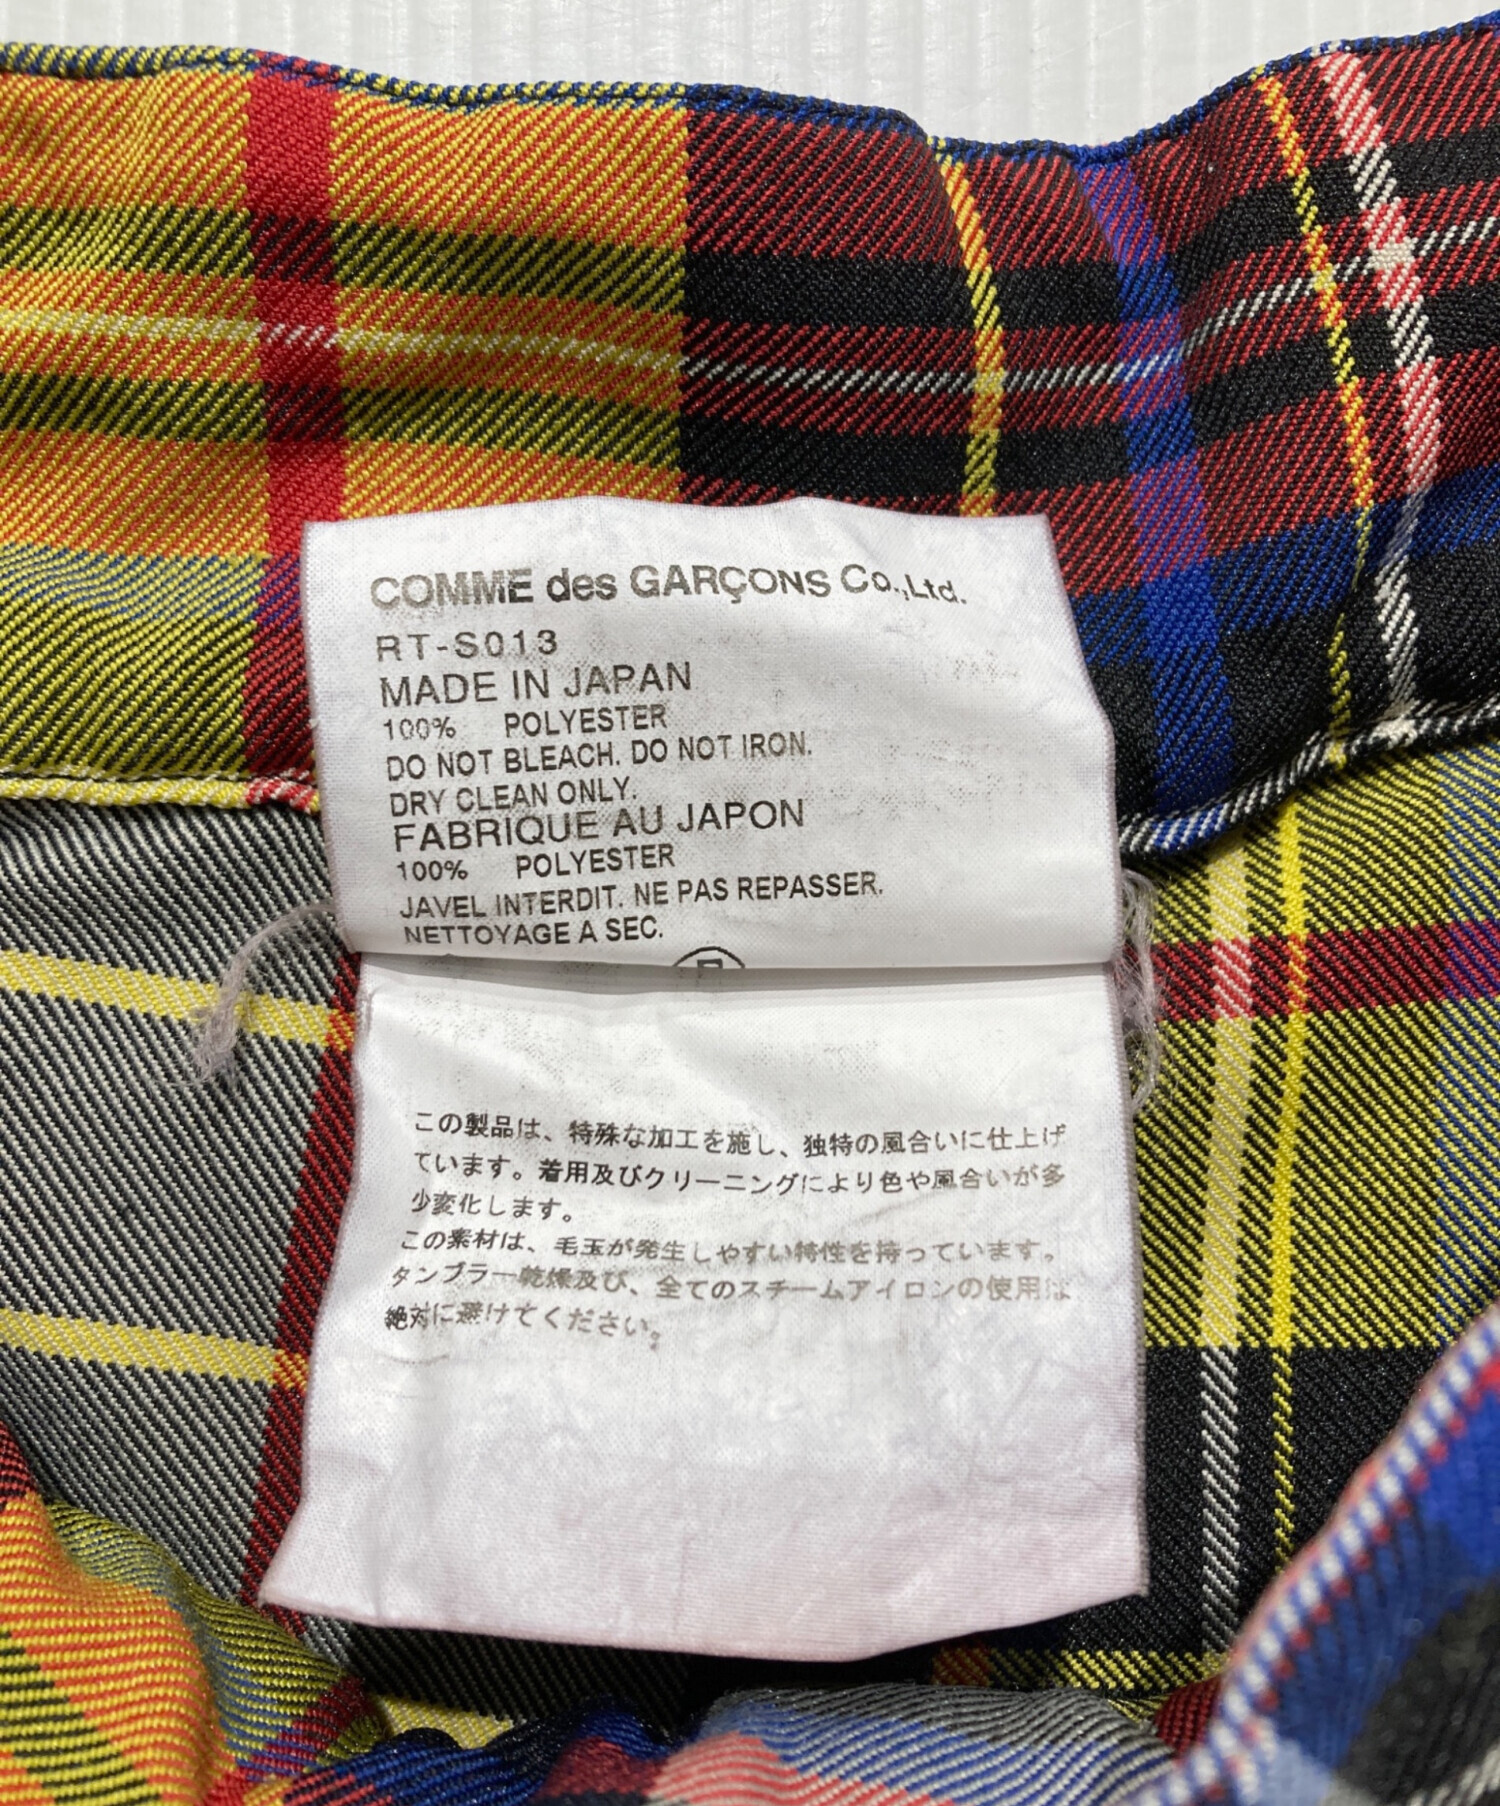 COMME des GARÇONS Co.,Ltd.
RT-S013
MADE IN JAPAN
100% POLYESTER
DO NOT BLEACH. DO NOT IRON.
DRY CLEAN ONLY.
FABRIQUE AU JAPON
100% POLYESTER
JAVEL INTERDIT. NE PAS REPASSER.
NETTOYAGE A SEC.
この製品は、特殊な加工を施し、独特の風合いに仕上げ
ています。着用及びクリーニングにより色や風合いが多
少変化します。
この素材は、毛玉が発生しやすい特性を持っています。
タンブラー乾燥及び、全てのスチームアイロンの使用は
絶対に避けてください。